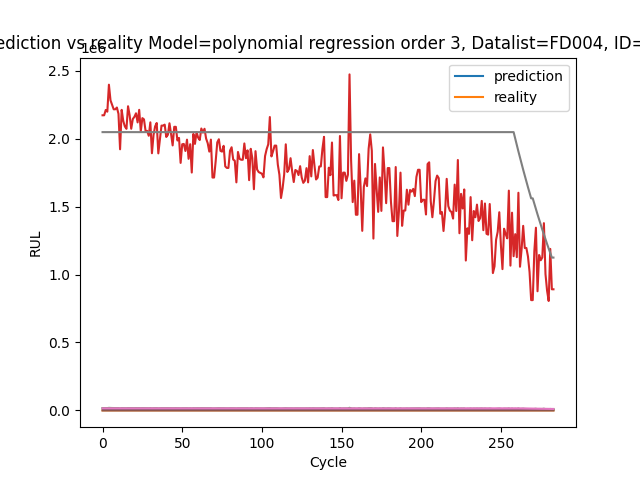 ediction vs reality Model=polynomial regression order 3, Datalist=FD004, ID=
1e6
prediction
reality
2.5
2.0
1.5
1.0
0.5
0.0
RUL
0 50 100 150 200 250
Cycle